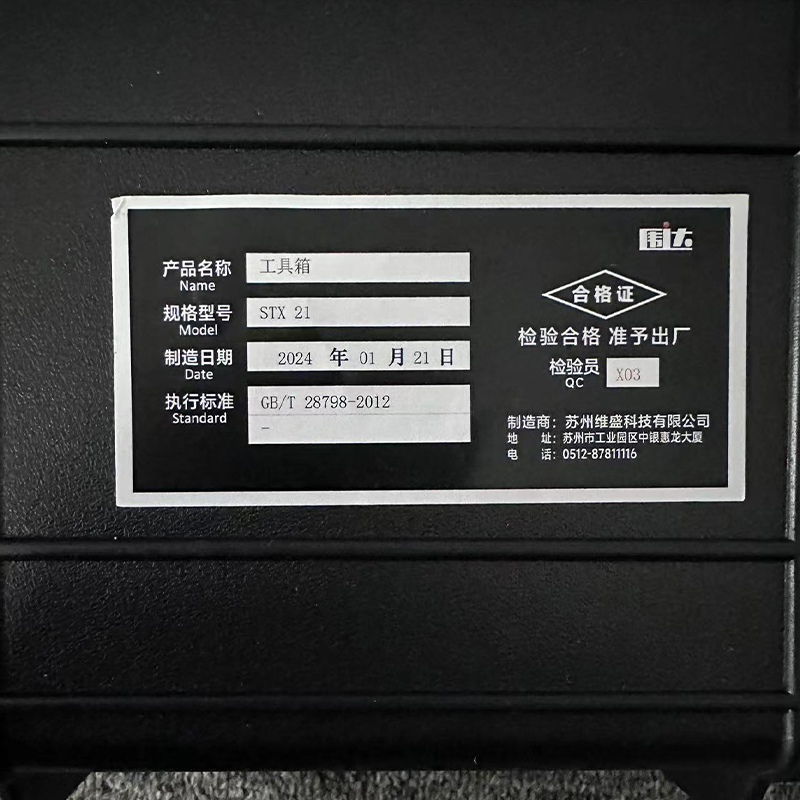 围达
产品名称 工具箱
Name
规格型号 STX 21
Model
制造日期 2024 年 01 月 21 日
Date
执行标准 GB/T 28798-2012
Standard –
合格证
检验合格 准予出厂
检验员 X03
QC
制造商：苏州维盛科技有限公司
地 址：苏州市工业园区中银惠龙大厦
电 话：0512-87811116